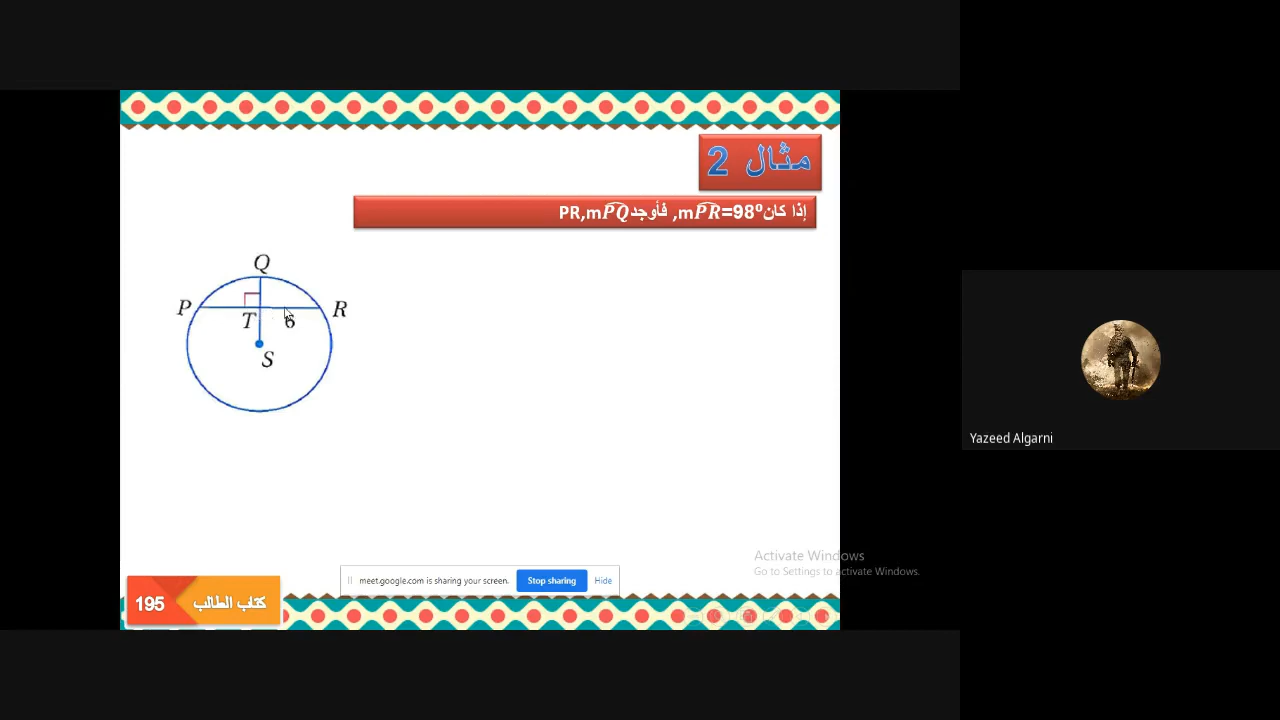 مثال 2
إذا كان mPR=98º, فأوجد PR,mPQ
Q
P
R
T
6
S
Yazeed Algarni
Activate Windows
Go to Settings to activate Windows.
meet.google.com is sharing your screen.
Stop sharing
Hide
كتاب الطالب 195